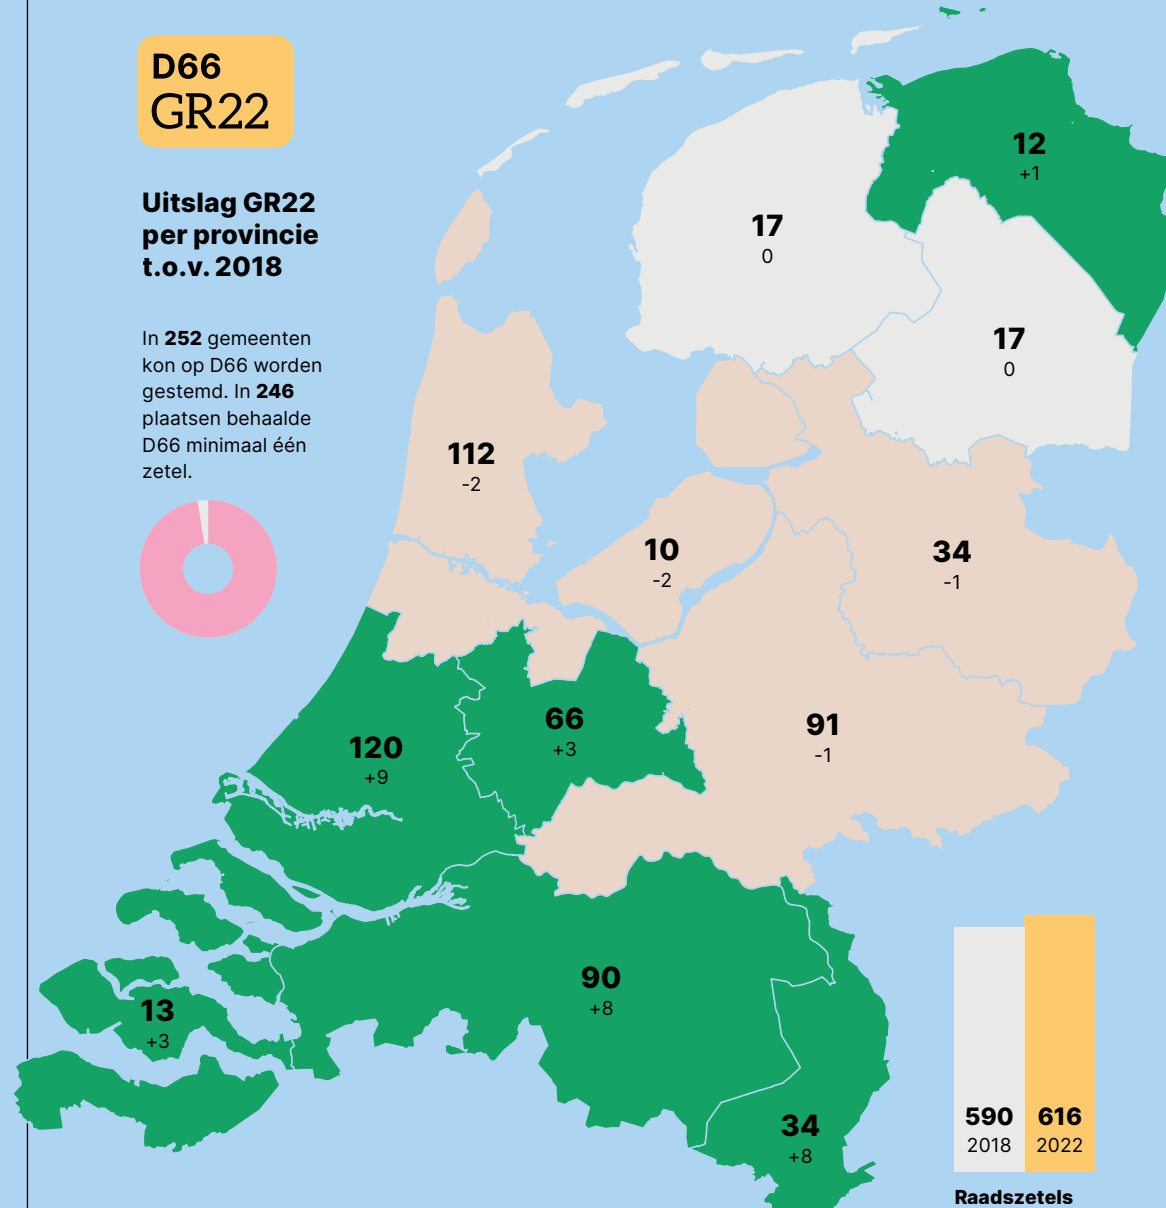 D66
GR22
Uitslag GR22
per provincie
t.o.v. 2018
In 252 gemeenten
kon op D66 worden
gestemd. In 246
plaatsen behaalde
D66 minimaal één
zetel.
12
+1
17
0
17
0
112
-2
10
-2
34
-1
66
+3
91
-1
120
+9
90
+8
13
+3
34
+8
590
2018
616
2022
Raadszetels